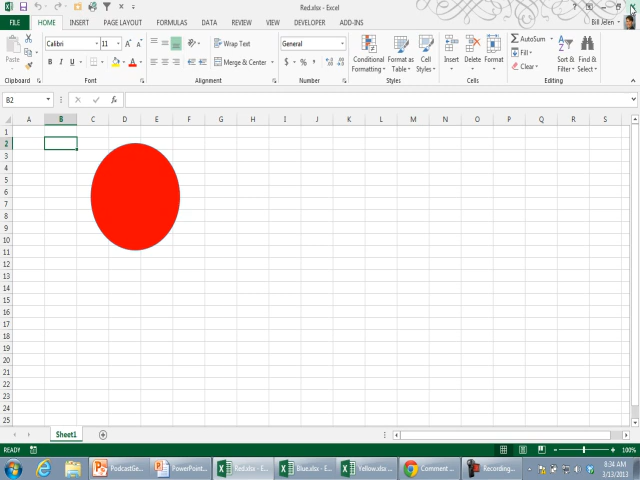 Red.xlsx - Excel
FILE HOME INSERT PAGE LAYOUT FORMULAS DATA REVIEW VIEW DEVELOPER ADD-INS Bill Jelen
Calibri 11 A A Wrap Text General AutoSum
Paste B I U A Merge & Center $ % , Conditional Formatting Format as Table Cell Styles Insert Delete Format Fill Clear Sort & Filter Find & Select
Clipboard Font Alignment Number Styles Cells Editing
B2 fx
A B C D E F G H I J K L M N O P Q R S
1
2
3
4
5
6
7
8
9
10
11
12
13
14
15
16
17
18
19
20
21
22
23
24
25
Sheet1
READY 100%
PodcastGe... PowerPoint... Red.xlsx - E... Blue.xlsx - E... Yellow.xlsx ... Comment ... Recording... 8:34 AM
3/13/2013